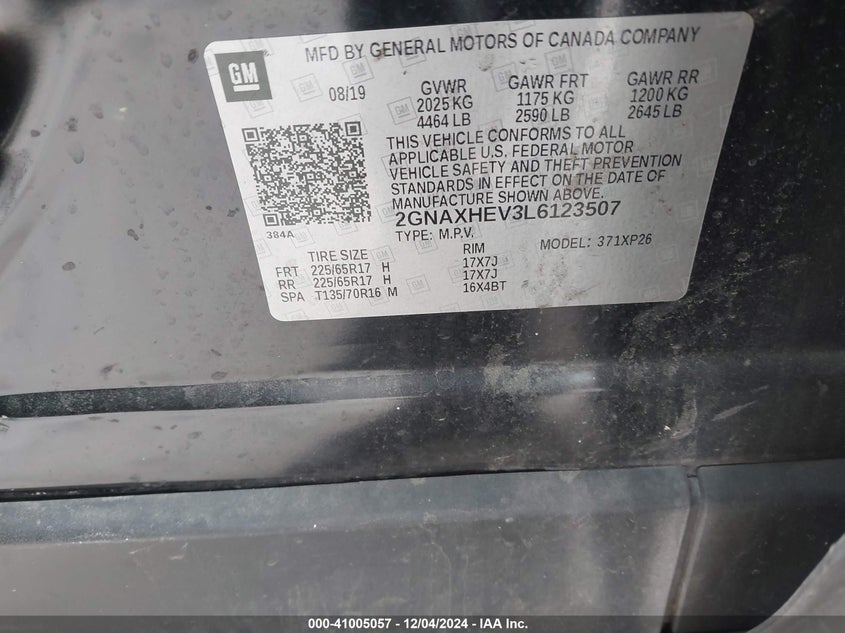 GM
MFD BY GENERAL MOTORS OF CANADA COMPANY
08/19
GVWR GAWR FRT GAWR RR
2025 KG 1175 KG 1200 KG
4464 LB 2590 LB 2645 LB
THIS VEHICLE CONFORMS TO ALL
APPLICABLE U.S. FEDERAL MOTOR
VEHICLE SAFETY AND THEFT PREVENTION
STANDARDS IN EFFECT ON THE DATE OF
MANUFACTURE SHOWN ABOVE.
2GNAXHEV3L6123507
384A
TYPE: M.P.V. MODEL: 371XP26
TIRE SIZE RIM
FRT 225/65R17 H 17X7J
RR 225/65R17 H 17X7J
SPA T135/70R16 M 16X4BT
000-41005057 - 12/04/2024 - IAA Inc.